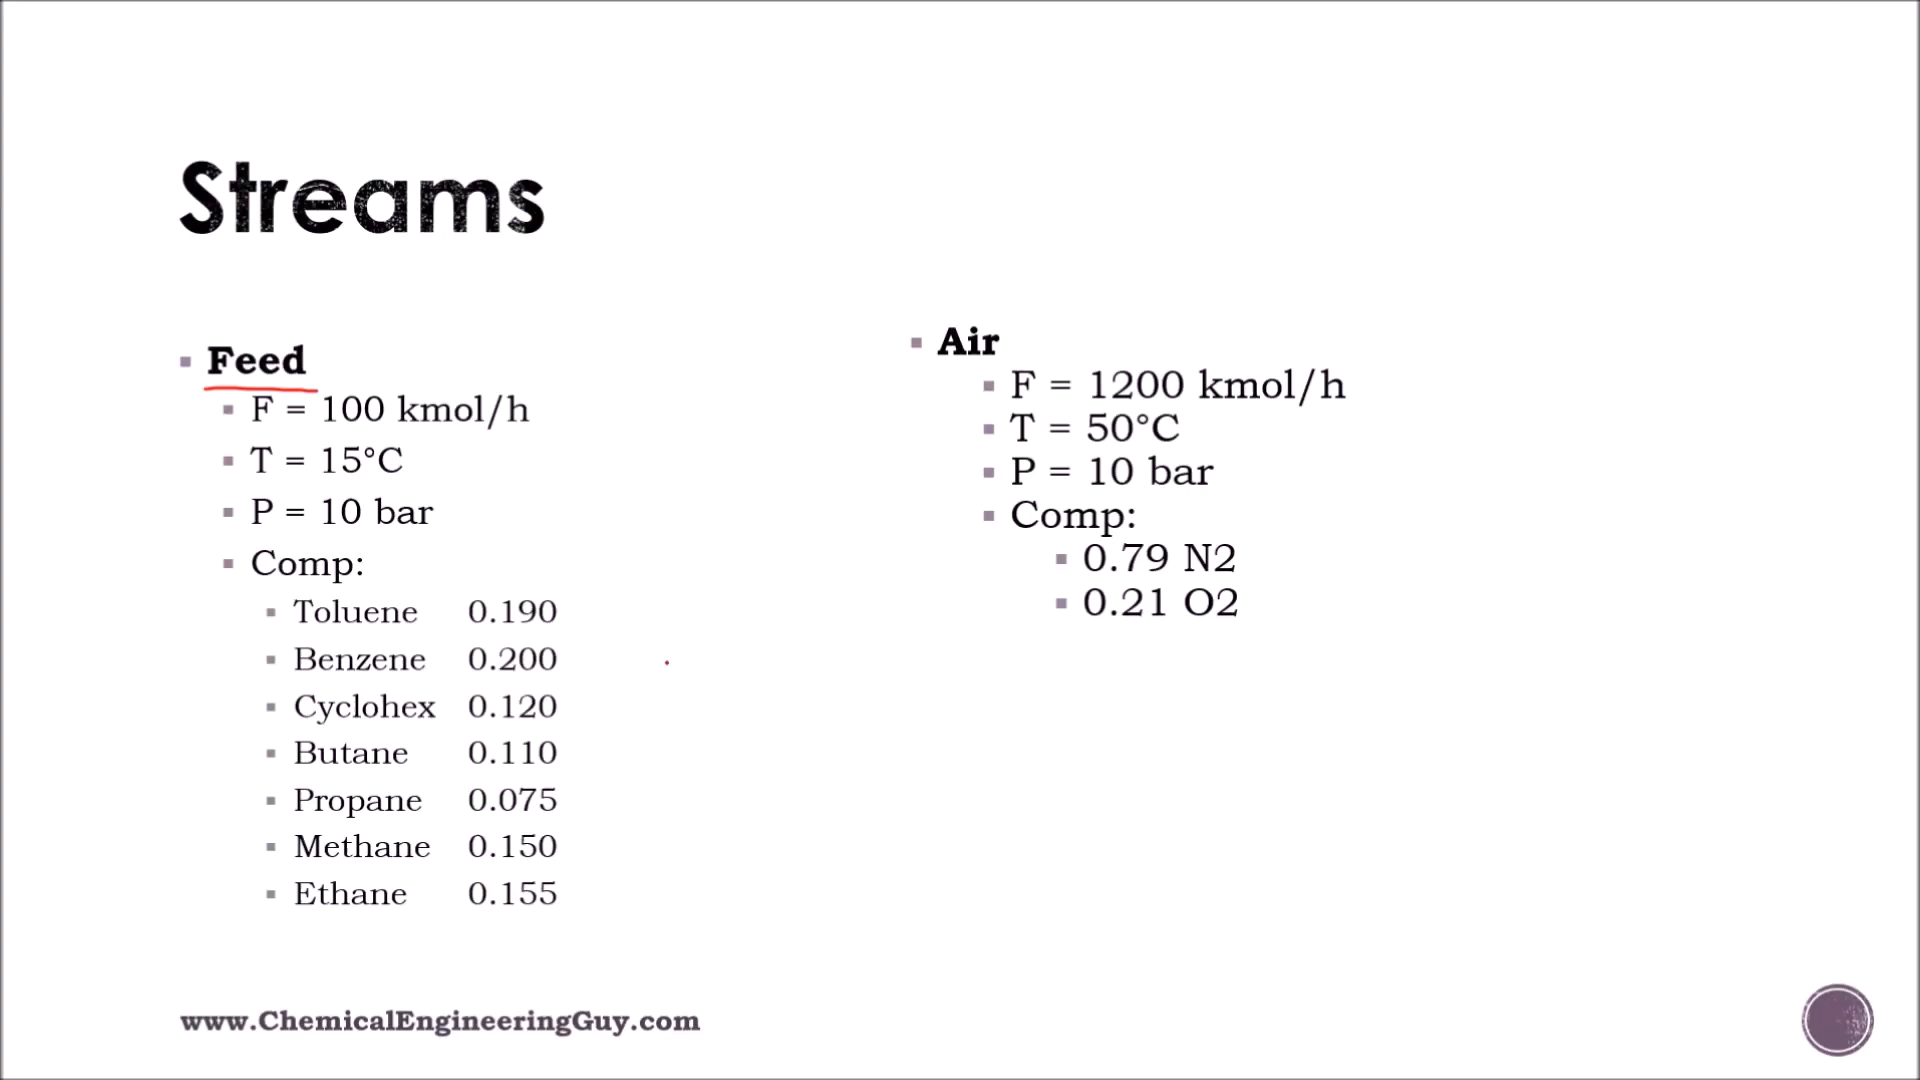 Streams
Feed
F = 100 kmol/h
T = 15°C
P = 10 bar
Comp:
Toluene 0.190
Benzene 0.200
Cyclohex 0.120
Butane 0.110
Propane 0.075
Methane 0.150
Ethane 0.155
Air
F = 1200 kmol/h
T = 50°C
P = 10 bar
Comp:
0.79 N2
0.21 O2
www.ChemicalEngineeringGuy.com